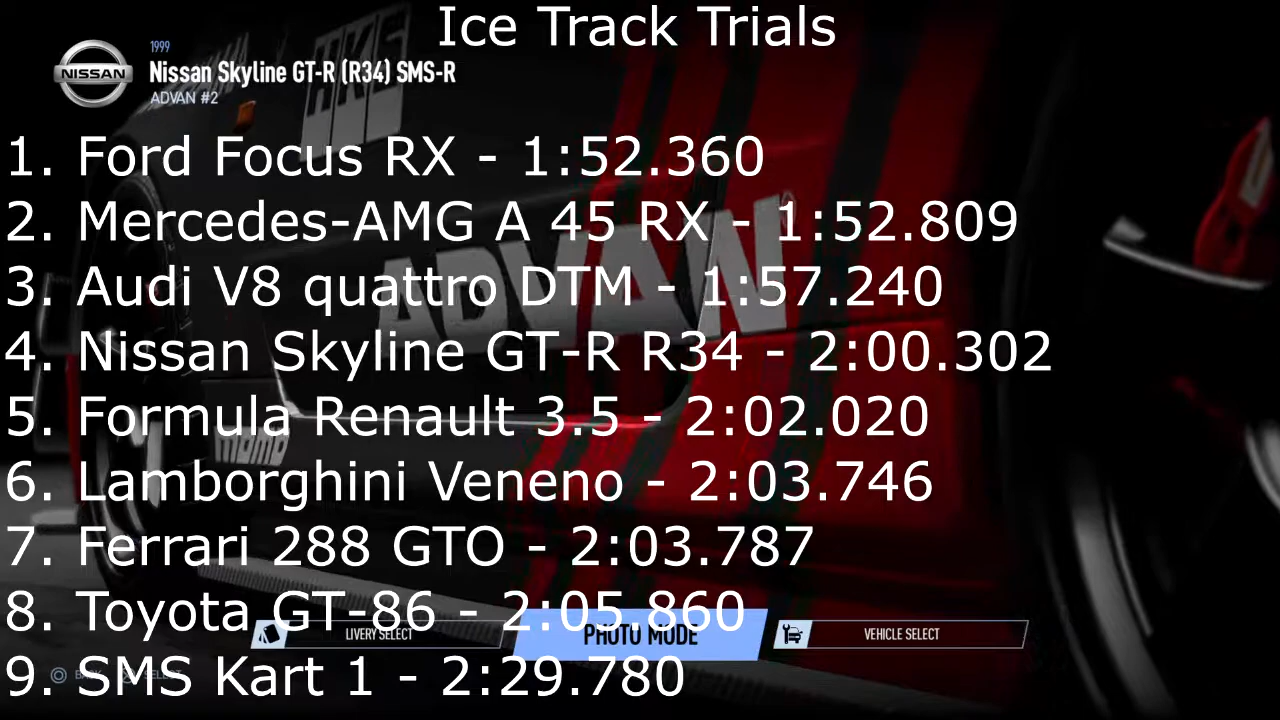 Ice Track Trials
1999
NISSAN
Nissan Skyline GT-R (R34) SMS-R
ADVAN #2
HKS
ADVAN
1. Ford Focus RX - 1:52.360
2. Mercedes-AMG A 45 RX - 1:52.809
3. Audi V8 quattro DTM - 1:57.240
4. Nissan Skyline GT-R R34 - 2:00.302
5. Formula Renault 3.5 - 2:02.020
momo
6. Lamborghini Veneno - 2:03.746
7. Ferrari 288 GTO - 2:03.787
8. Toyota GT-86 - 2:05.860
LIVERY SELECT
PHOTO MODE
VEHICLE SELECT
9. SMS Kart 1 - 2:29.780